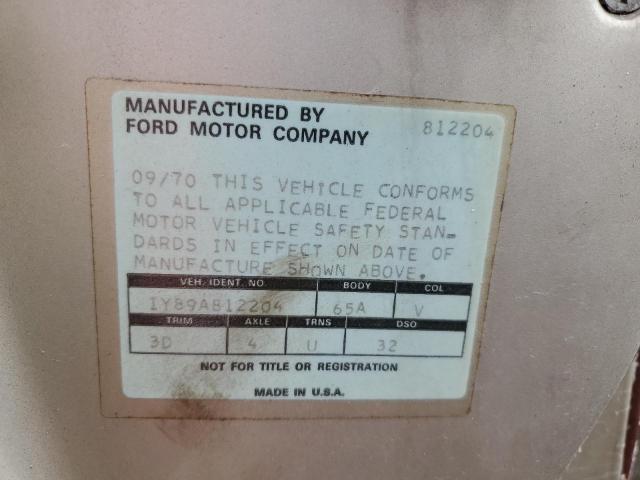 MANUFACTURED BY
FORD MOTOR COMPANY 812204
09/70 THIS VEHICLE CONFORMS
TO ALL APPLICABLE FEDERAL
MOTOR VEHICLE SAFETY STAN-
DARDS IN EFFECT ON DATE OF
MANUFACTURE SHOWN ABOVE.
VEH. IDENT. NO. BODY COL
1Y89A812204 65A V
TRIM AXLE TRNS DSO
3D 4 U 32
NOT FOR TITLE OR REGISTRATION
MADE IN U.S.A.